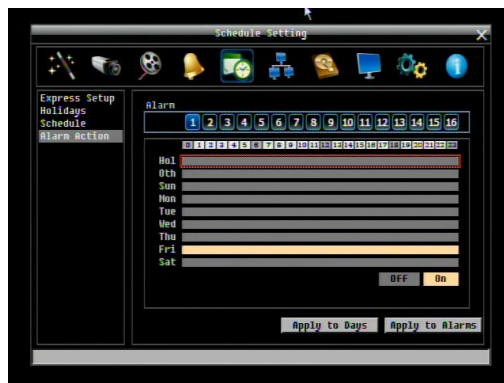 Schedule Setting
X
Express Setup
Holidays
Schedule
Alarm Action
Alarm
1 2 3 4 5 6 7 8 9 10 11 12 13 14 15 16
0 1 2 3 4 5 6 7 8 9 10 11 12 13 14 15 16 17 18 19 20 21 22 23
Hol
Oth
Sun
Mon
Tue
Wed
Thu
Fri
Sat
OFF On
Apply to Days Apply to Alarms